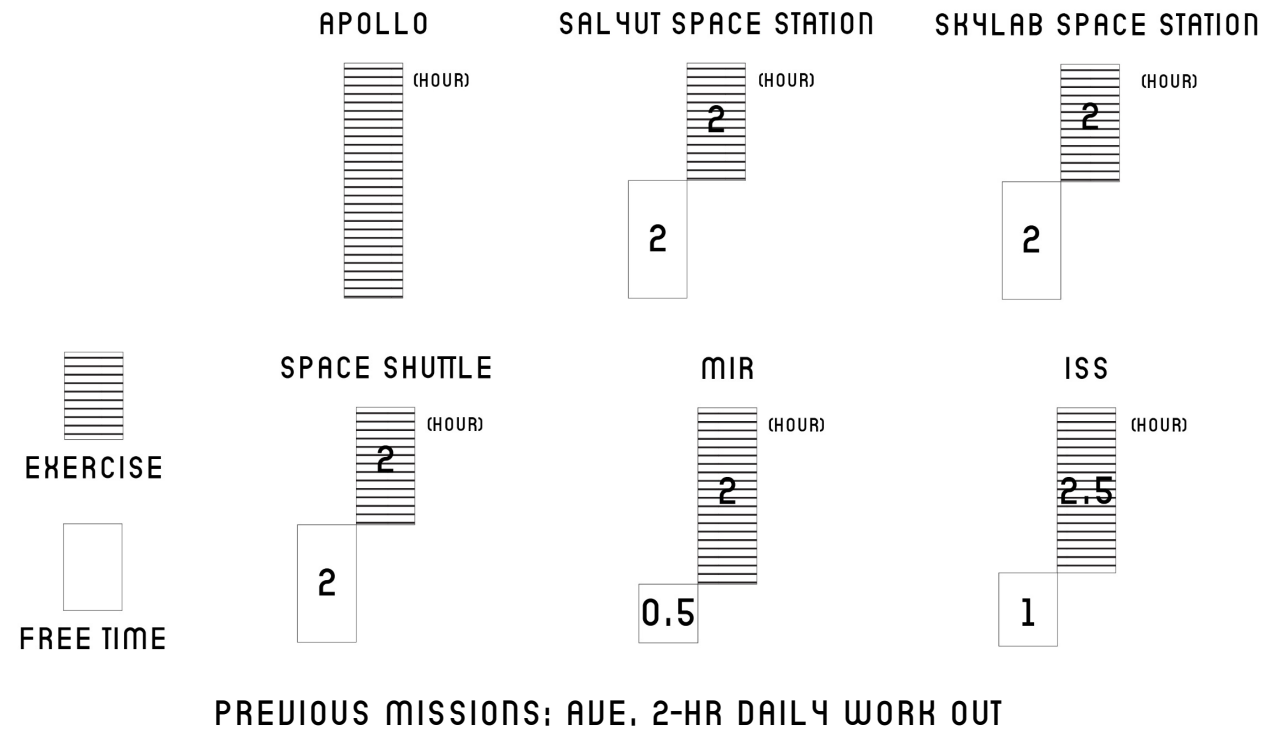 APOLLO
(HOUR)
SALYUT SPACE STATION
(HOUR)
2
2
SKYLAB SPACE STATION
(HOUR)
2
2
EXERCISE
FREE TIME
SPACE SHUTTLE
(HOUR)
2
2
MIR
(HOUR)
2
0.5
ISS
(HOUR)
2.5
1
PREVIOUS MISSIONS: AVE. 2-HR DAILY WORK OUT